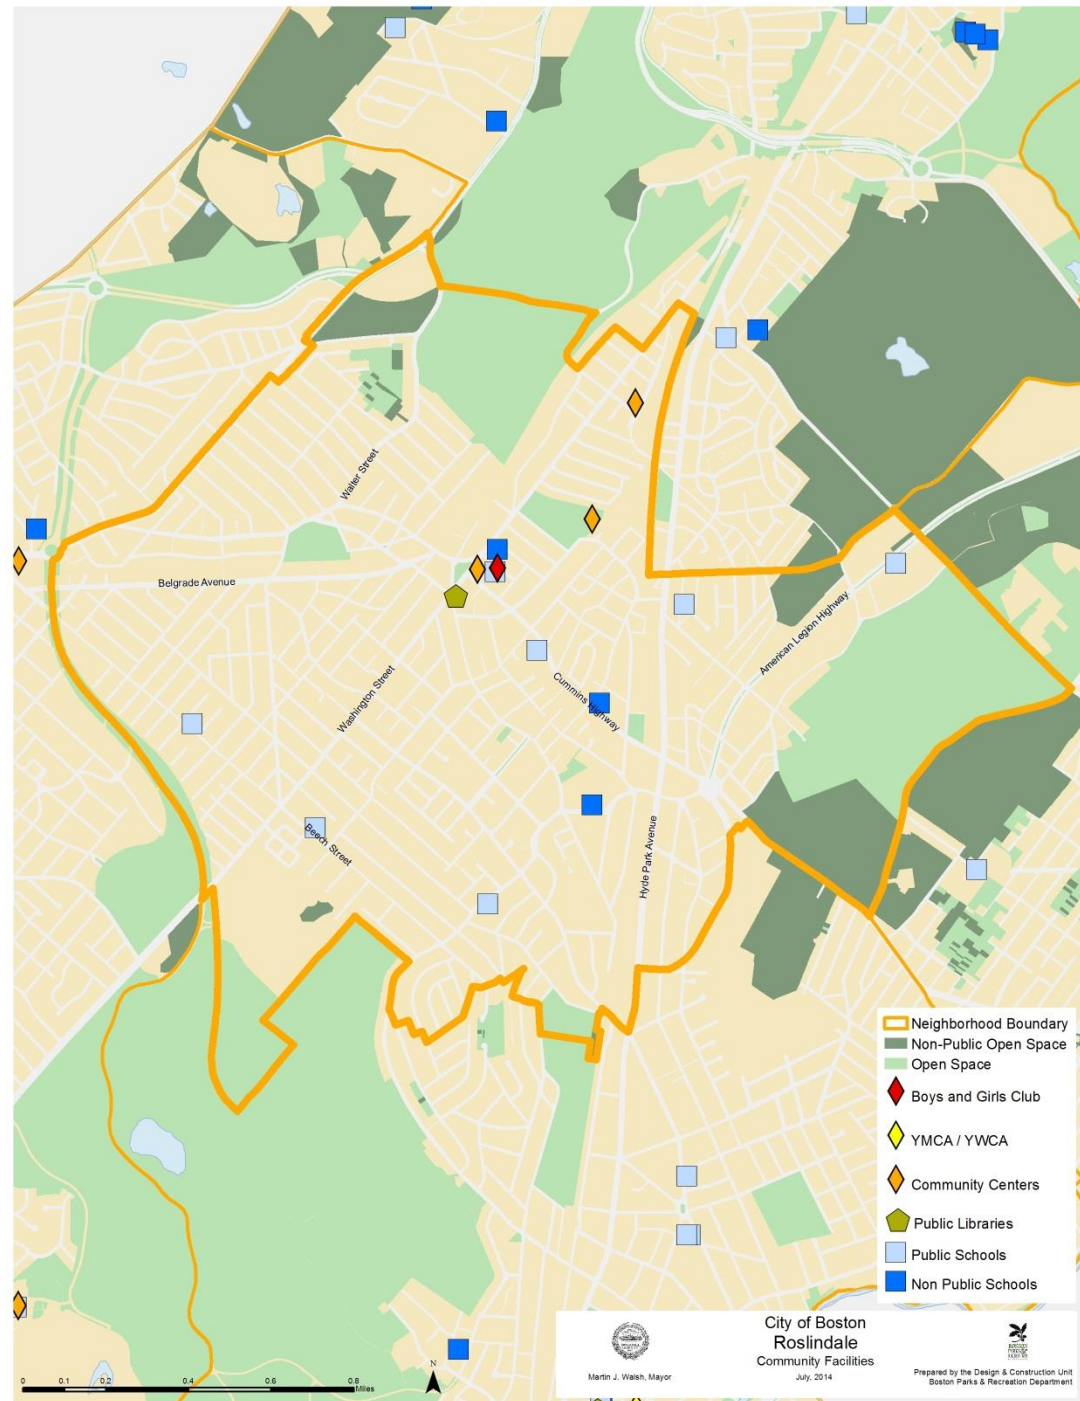 Walter Street
Belgrade Avenue
Washington Street
Cummins Highway
American Legion Highway
Beech Street
Hyde Park Avenue
Neighborhood Boundary
Non-Public Open Space
Open Space
Boys and Girls Club
YMCA / YWCA
Community Centers
Public Libraries
Public Schools
Non Public Schools
0 0.1 0.2 0.4 0.6 0.8
Miles
N
City of Boston
Roslindale
Community Facilities
July, 2014
Martin J. Walsh, Mayor
Prepared by the Design & Construction Unit
Boston Parks & Recreation Department